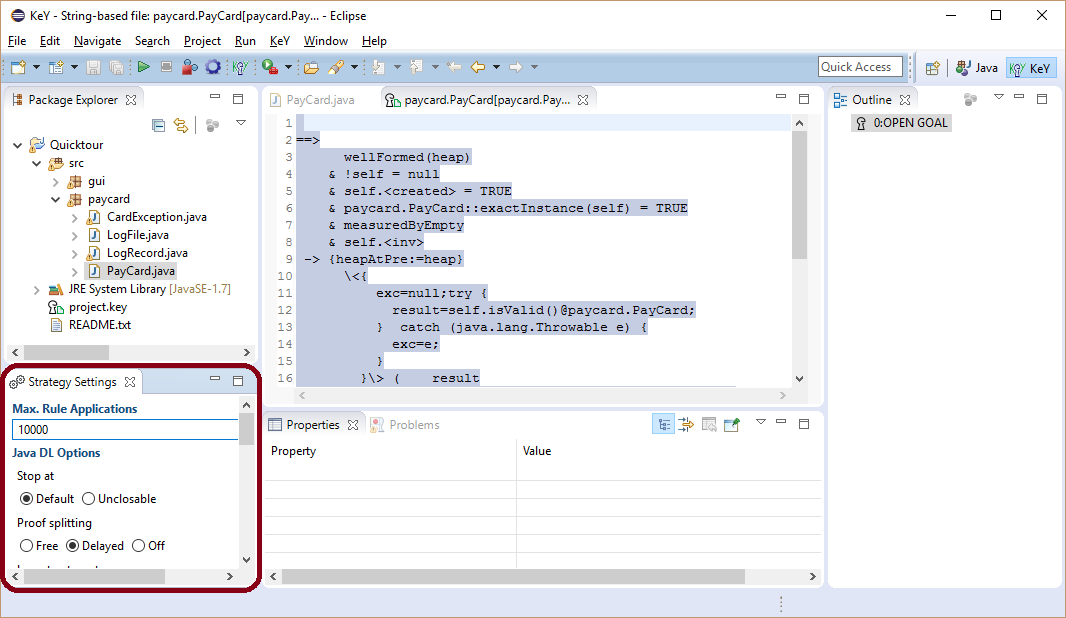 KeY - String-based file: paycard.PayCard[paycard.Pay... - Eclipse
File Edit Navigate Search Project Run KeY Window Help
Quick Access
Java
KeY
Package Explorer
Quicktour
src
gui
paycard
CardException.java
LogFile.java
LogRecord.java
PayCard.java
JRE System Library [JavaSE-1.7]
project.key
README.txt
Strategy Settings
Max. Rule Applications
10000
Java DL Options
Stop at
Default Unclosable
Proof splitting
Free Delayed Off
PayCard.java
paycard.PayCard[paycard.Pay...
1
2 ==>
3 wellFormed(heap)
4 & !self = null
5 & self.<created> = TRUE
6 & paycard.PayCard::exactInstance(self) = TRUE
7 & measuredByEmpty
8 & self.<inv>
9 -> {heapAtPre:=heap}
10 \<{
11 exc=null;try {
12 result=self.isValid()@paycard.PayCard;
13 } catch (java.lang.Throwable e) {
14 exc=e;
15 }
16 }\> ( result
Properties
Problems
Property Value
Outline
0:OPEN GOAL